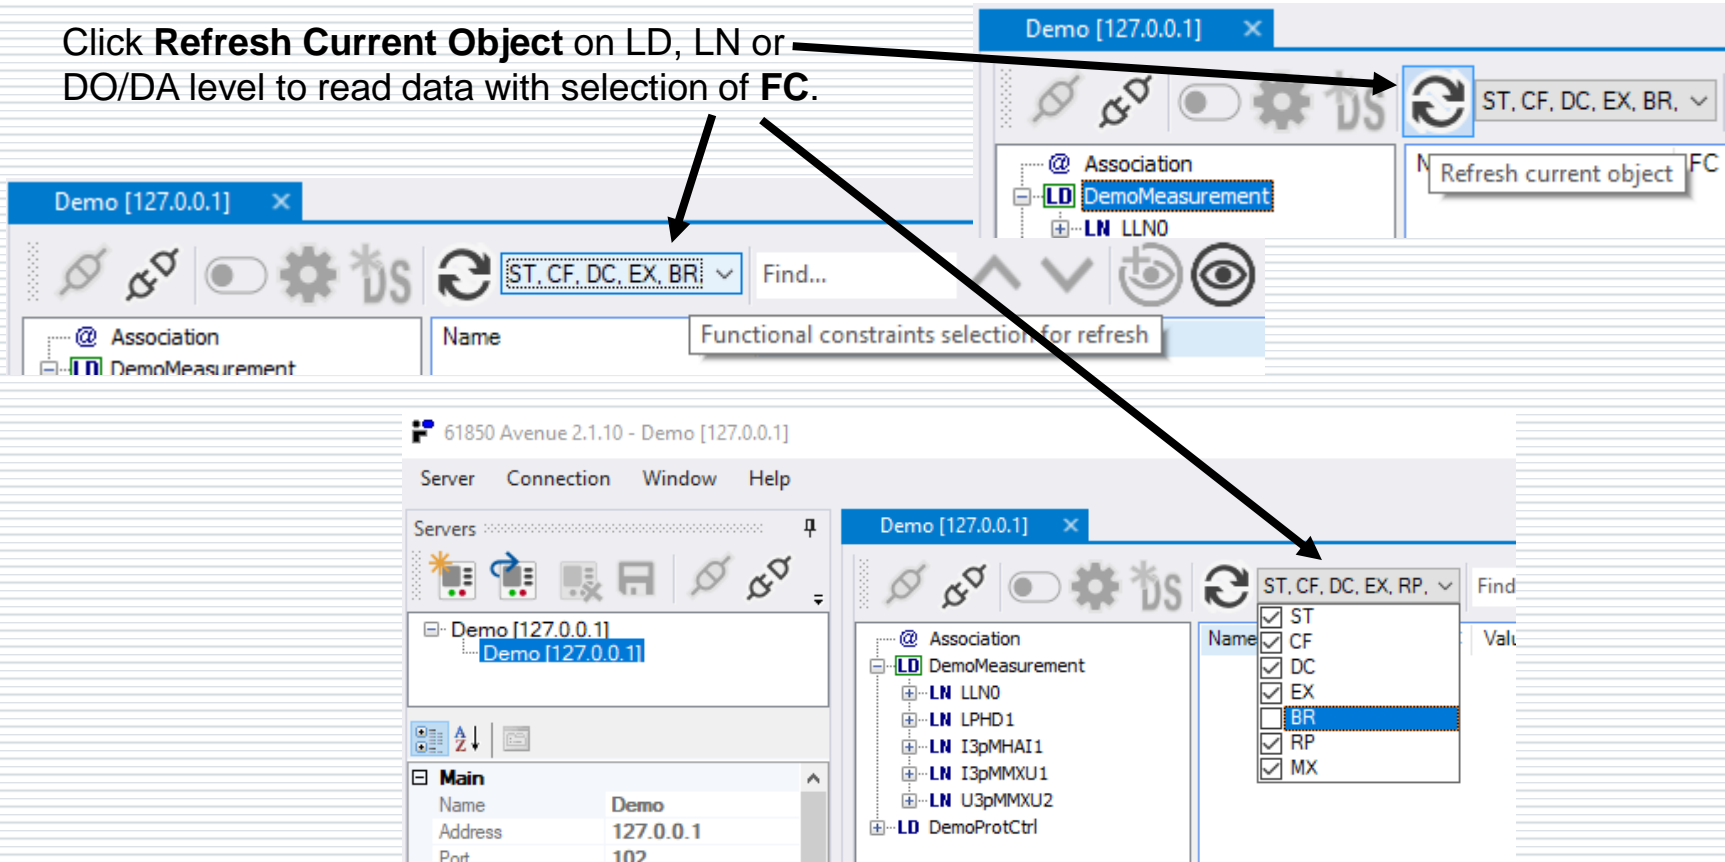 Click Refresh Current Object on LD, LN or
DO/DA level to read data with selection of FC.
Demo [127.0.0.1] ×
DS
ST, CF, DC, EX, BR,
@ Association
LD DemoMeasurement
LN LLN0
Refresh current object
FC
Demo [127.0.0.1] ×
DS
ST, CF, DC, EX, BR
Find...
@ Association
LD DemoMeasurement
Name
Functional constraints selection for refresh
61850 Avenue 2.1.10 - Demo [127.0.0.1]
Server Connection Window Help
Servers
Demo [127.0.0.1]
Demo [127.0.0.1]
A
Z
Main
Name Demo
Address 127.0.0.1
Port 102
Demo [127.0.0.1] ×
DS
ST, CF, DC, EX, RP,
Find
@ Association
LD DemoMeasurement
LN LLN0
LN LPHD1
LN I3pMHAI1
LN I3pMMXU1
LN U3pMMXU2
LD DemoProtCtrl
Name
Valu
ST
CF
DC
EX
BR
RP
MX